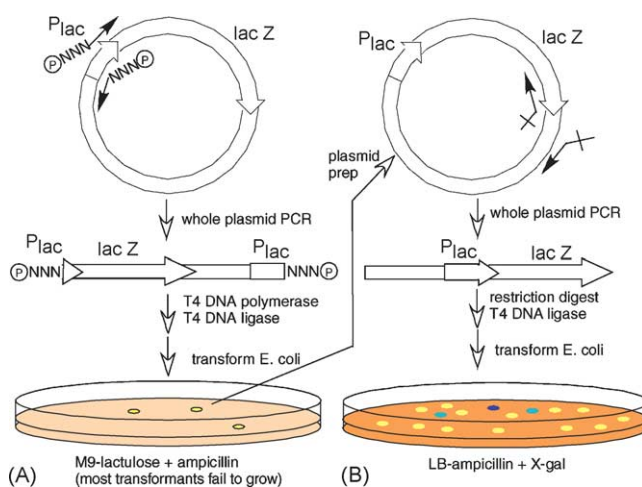 Plac
lac Z
P NNN
NNN P
whole plasmid PCR
Plac
lac Z
Plac
P NNN
NNN P
T4 DNA polymerase
T4 DNA ligase
transform E. coli
(A)
M9-lactulose + ampicillin
(most transformants fail to grow)
plasmid
prep
Plac
lac Z
X
X
whole plasmid PCR
Plac
lac Z
restriction digest
T4 DNA ligase
transform E. coli
(B)
LB-ampicillin + X-gal